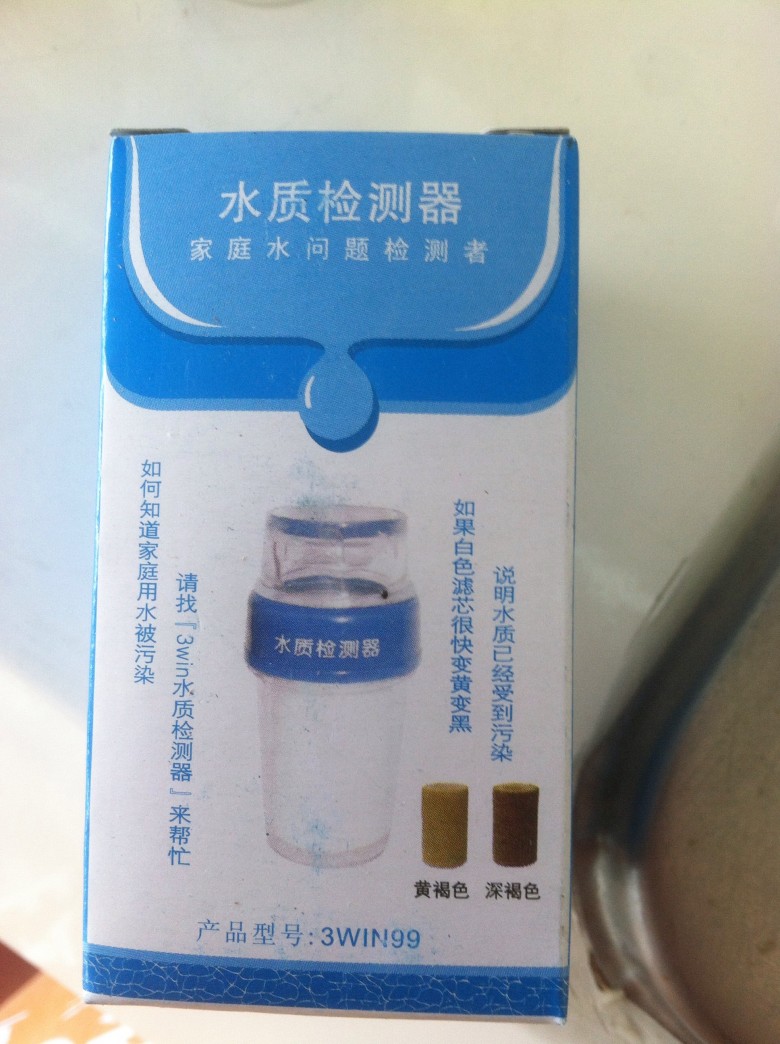 水质检测器
家庭水问题检测者
如何知道家庭用水被污染
请找『3win水质检测器』来帮忙
水质检测器
如果白色滤芯很快变黄变黑
说明水质已经受到污染
黄褐色
深褐色
产品型号:3WIN99